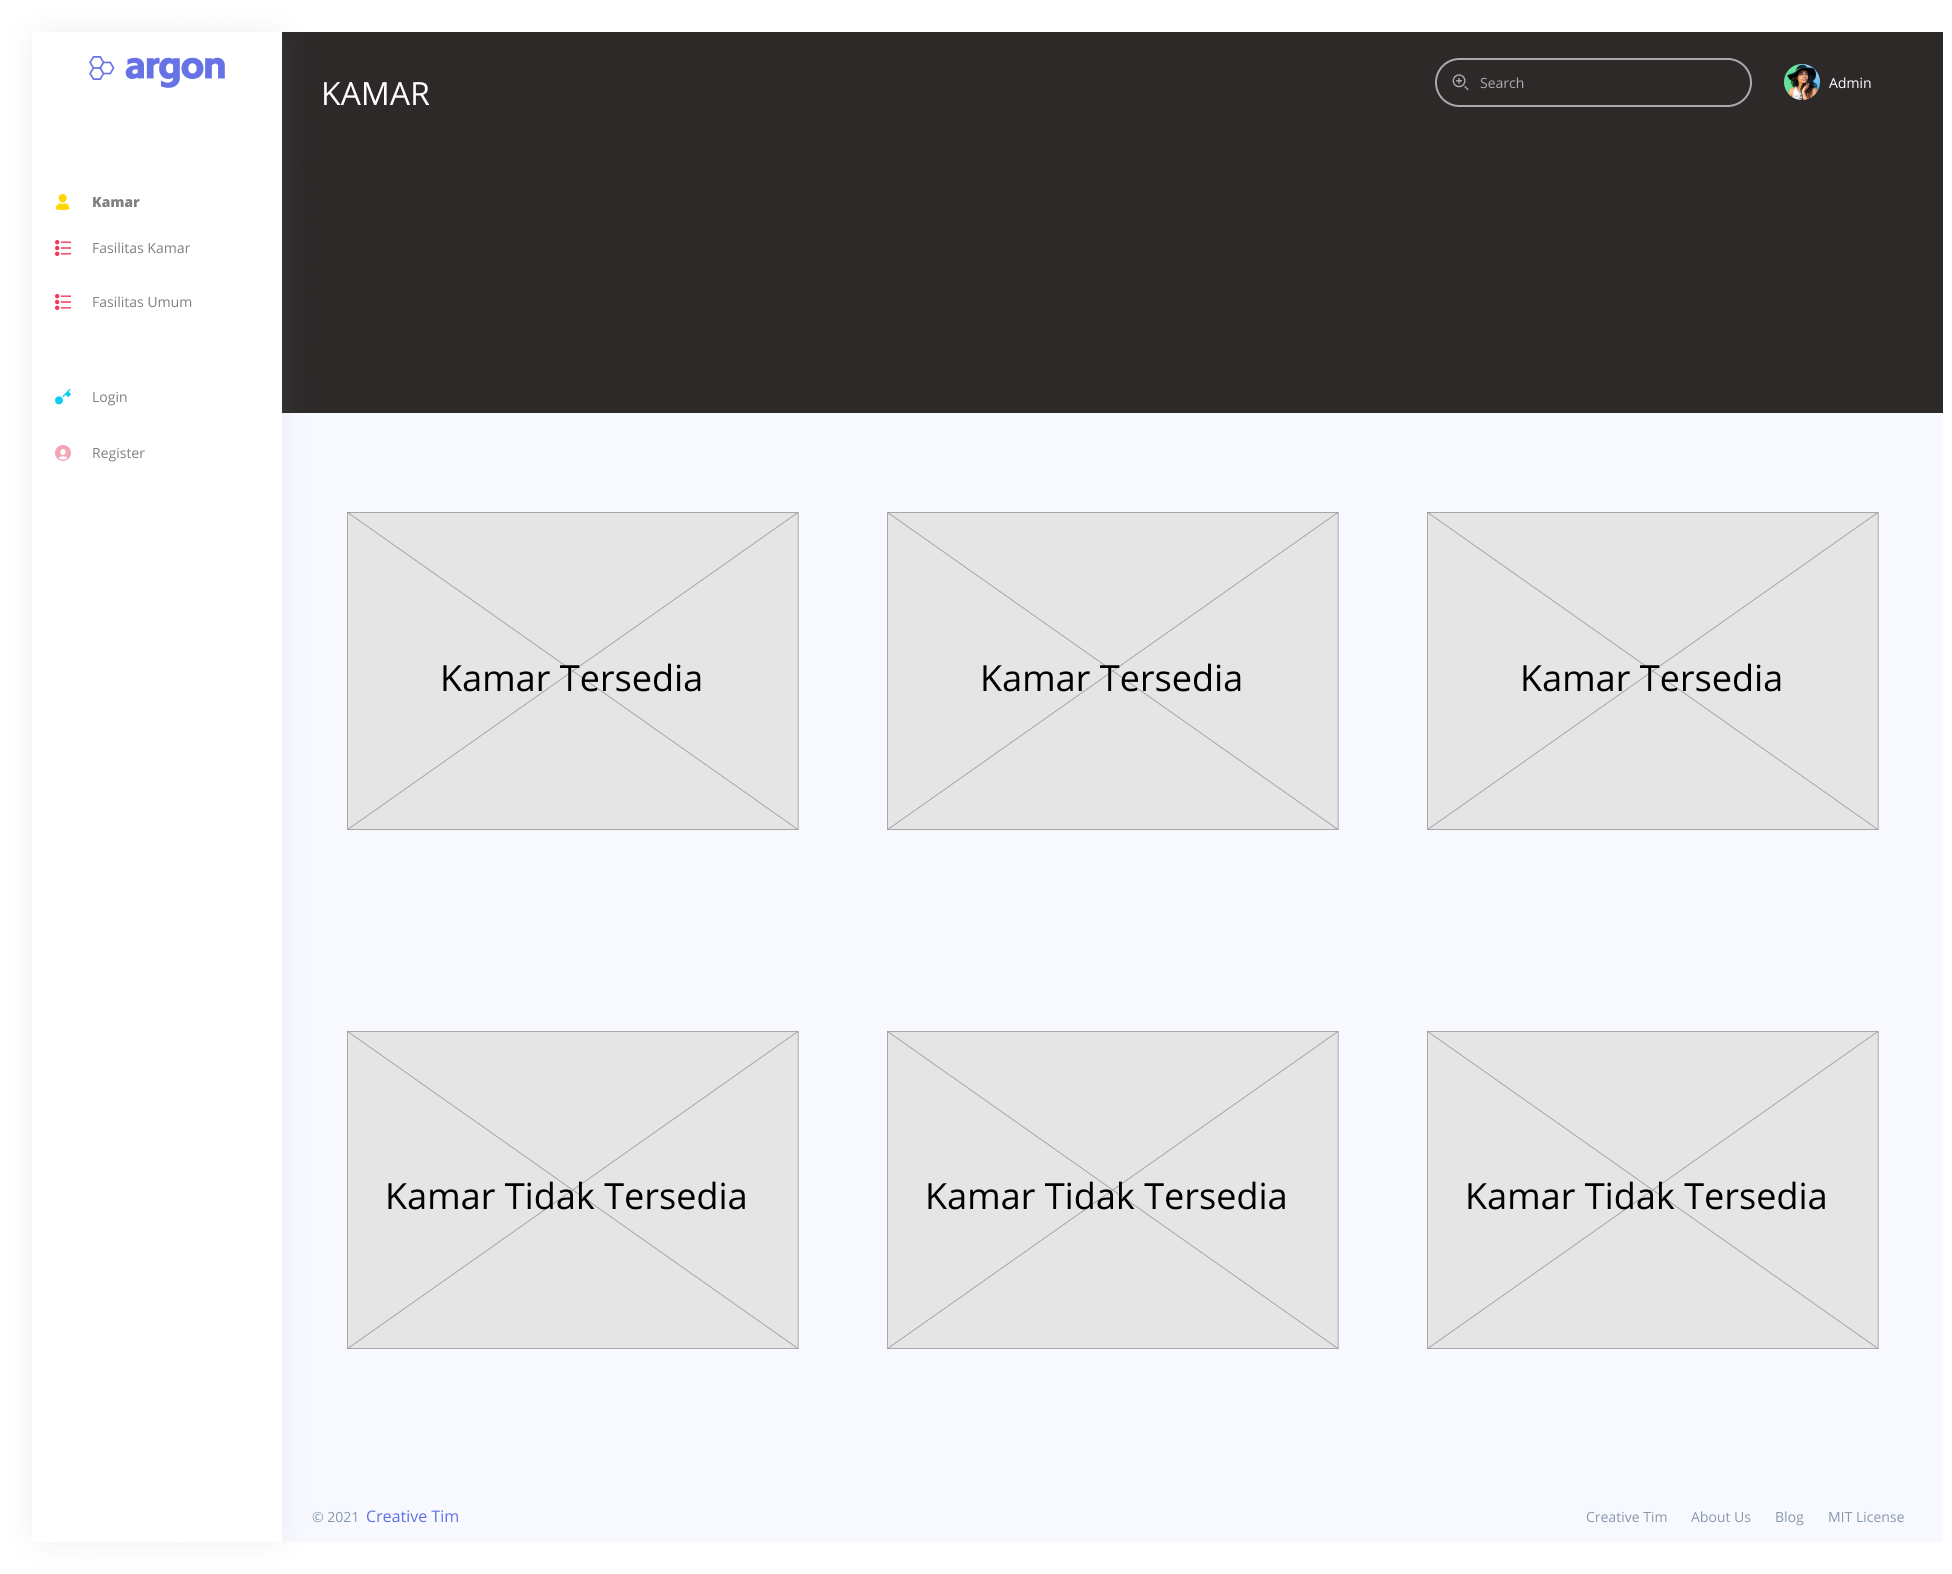 argon
Kamar
Fasilitas Kamar
Fasilitas Umum
Login
Register
KAMAR
Search
Admin
Kamar Tersedia
Kamar Tersedia
Kamar Tersedia
Kamar Tidak Tersedia
Kamar Tidak Tersedia
Kamar Tidak Tersedia
© 2021 Creative Tim
Creative Tim About Us Blog MIT License